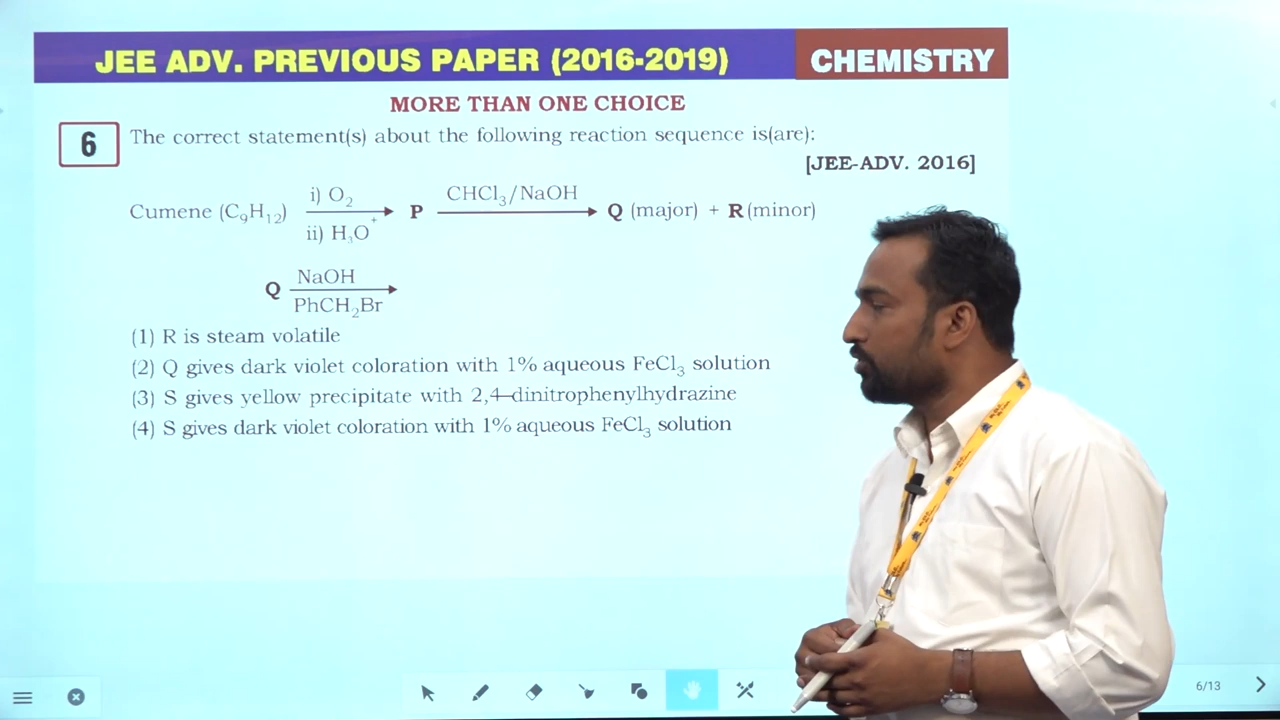 JEE ADV. PREVIOUS PAPER (2016-2019) CHEMISTRY
MORE THAN ONE CHOICE
6 The correct statement(s) about the following reaction sequence is(are):
[JEE-ADV. 2016]
i) O₂ CHCl₃/NaOH
Cumene (C₉H₁₂) P Q (major) + R (minor)
ii) H₃O⁺
NaOH
Q
PhCH₂Br
(1) R is steam volatile
(2) Q gives dark violet coloration with 1% aqueous FeCl₃ solution
(3) S gives yellow precipitate with 2,4–dinitrophenylhydrazine
(4) S gives dark violet coloration with 1% aqueous FeCl₃ solution
6/13